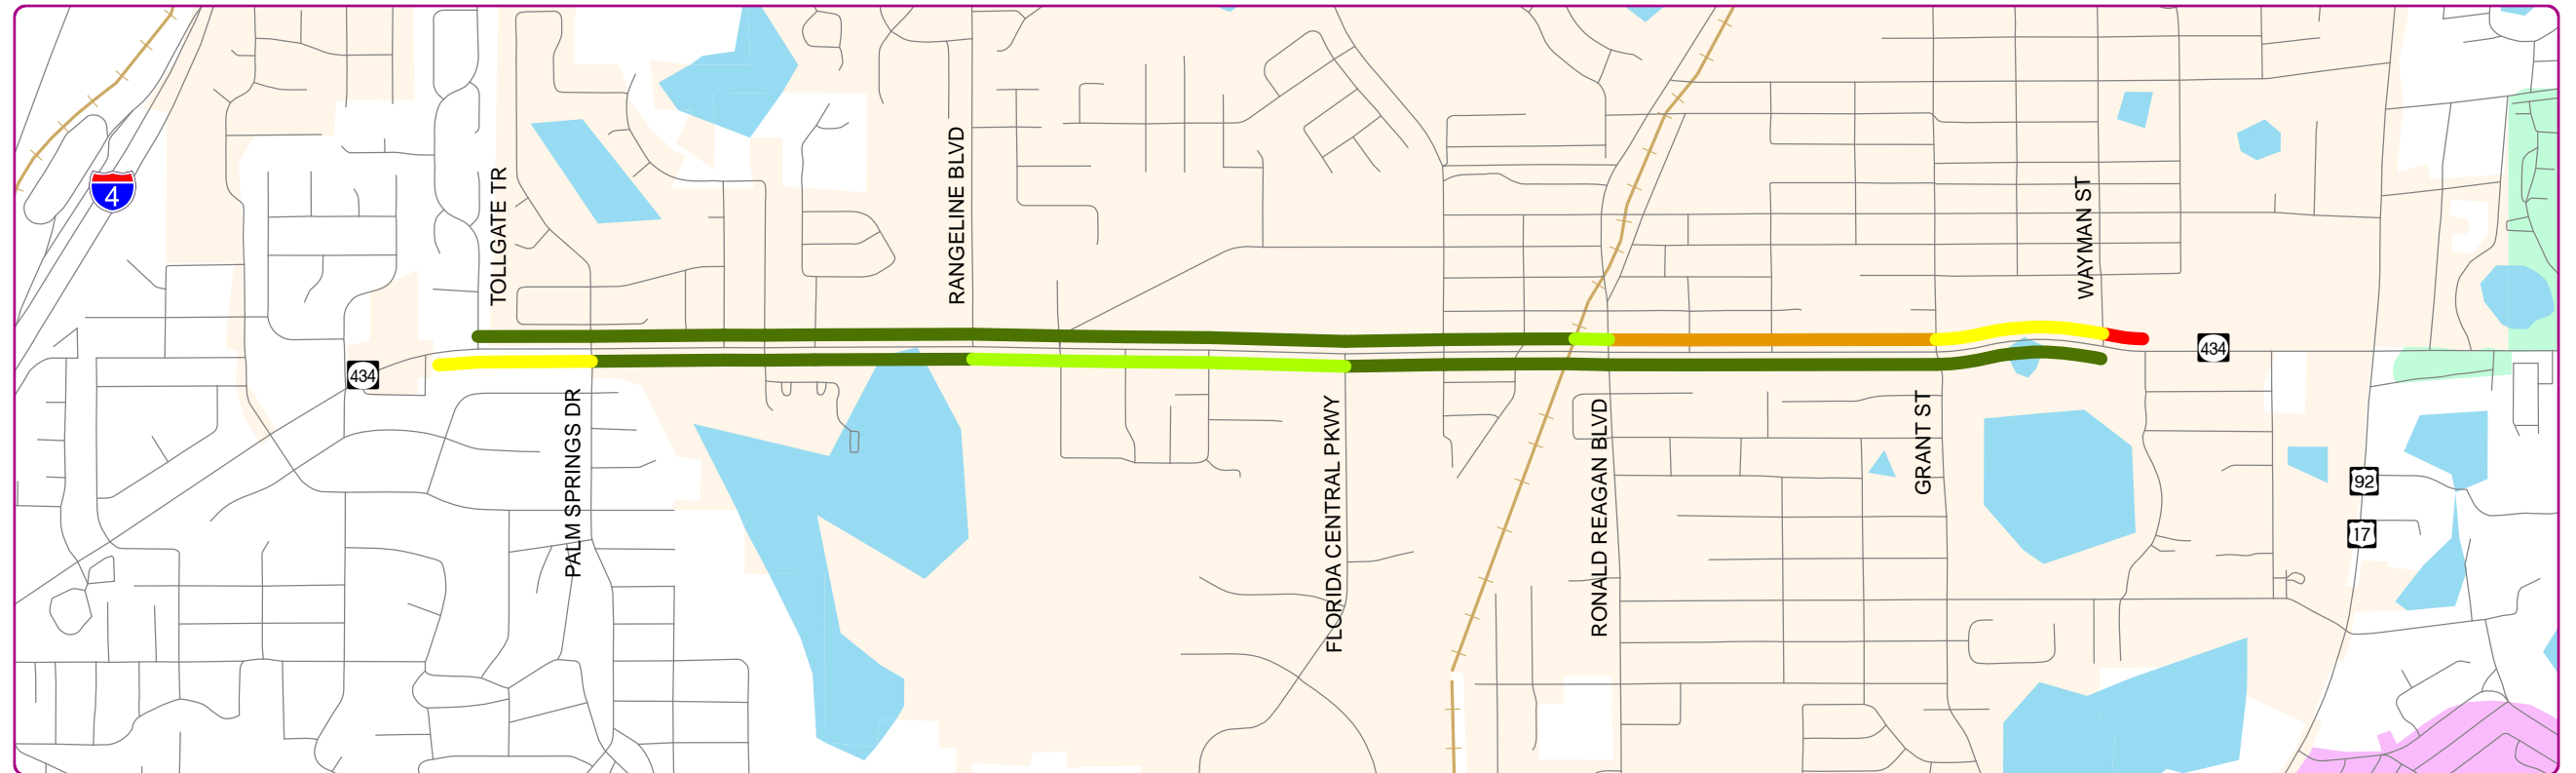 4
TOLLGATE TR
RANGELINE BLVD
WAYMAN ST
434
434
PALM SPRINGS DR
FLORIDA CENTRAL PKWY
RONALD REAGAN BLVD
GRANT ST
92
17